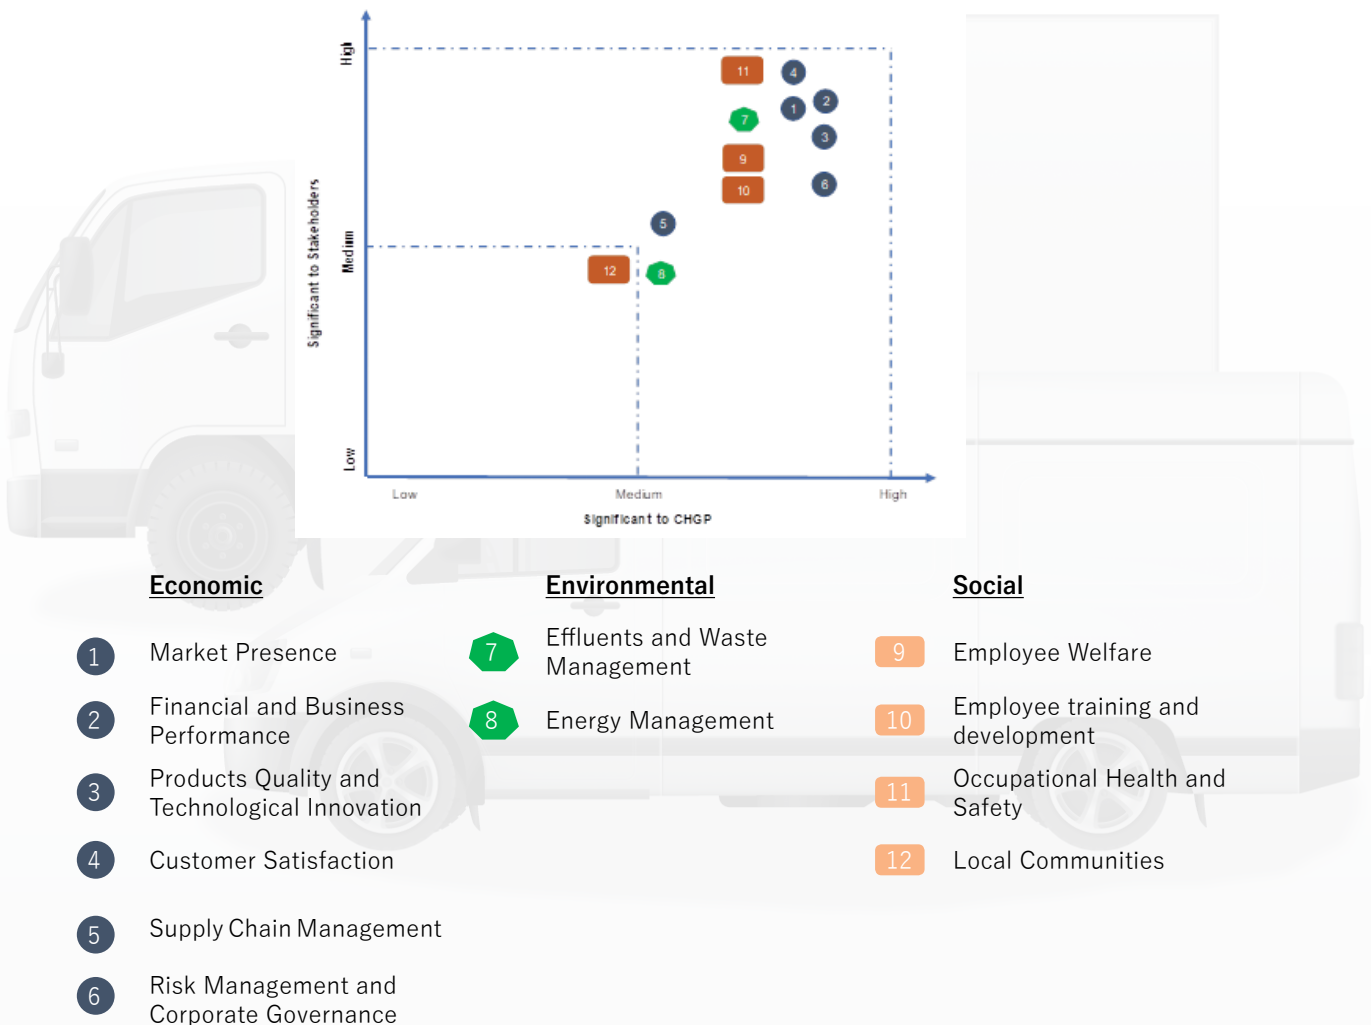 High
11
4
2
1
7
3
9
6
10
5
Medium
12
8
Significant to Stakeholders
Low
Low Medium High
Significant to CHGP
Economic
1 Market Presence
2 Financial and Business
Performance
3 Products Quality and
Technological Innovation
4 Customer Satisfaction
5 Supply Chain Management
6 Risk Management and
Corporate Governance
Environmental
7 Effluents and Waste
Management
8 Energy Management
Social
9 Employee Welfare
10 Employee training and
development
11 Occupational Health and
Safety
12 Local Communities